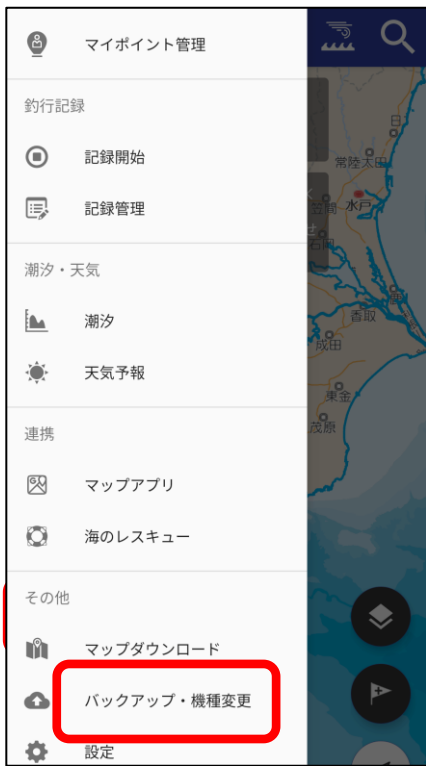 マイポイント管理
釣行記録
記録開始
記録管理
潮汐・天気
潮汐
天気予報
連携
マップアプリ
海のレスキュー
その他
マップダウンロード
バックアップ・機種変更
設定
日
常陸太田
笠間
水戸
石岡
香取
成田
東金
茂原